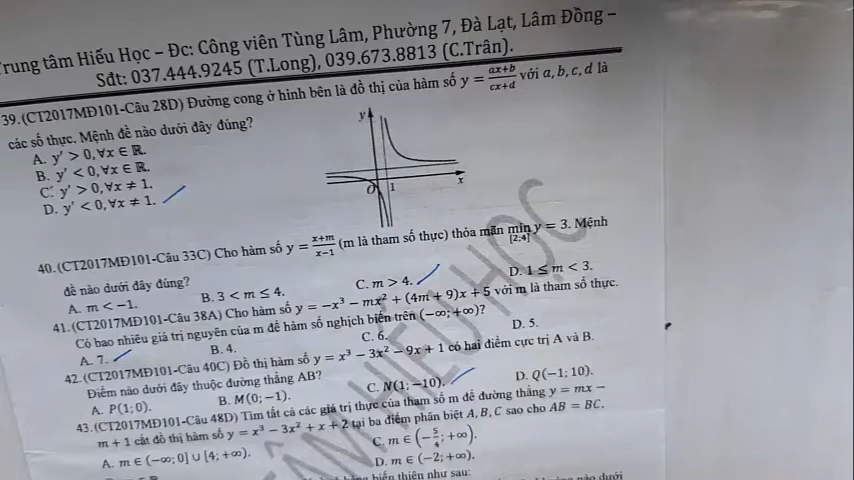 Trung tâm Hiếu Học – Đc: Công viên Tùng Lâm, Phường 7, Đà Lạt, Lâm Đồng –
Sđt: 037.444.9245 (T.Long), 039.673.8813 (C.Trân).
39.(CT2017MĐ101-Câu 28D) Đường cong ở hình bên là đồ thị của hàm số y = (ax+b)/(cx+d) với a, b, c, d là
các số thực. Mệnh đề nào dưới đây đúng?
A. y' > 0, ∀x ∈ ℝ.
B. y' < 0, ∀x ∈ ℝ.
C. y' > 0, ∀x ≠ 1.
D. y' < 0, ∀x ≠ 1.
y
O 1 x
40.(CT2017MĐ101-Câu 33C) Cho hàm số y = (x+m)/(x−1) (m là tham số thực) thỏa mãn min[2;4] y = 3. Mệnh
đề nào dưới đây đúng?
A. m < −1. B. 3 < m ≤ 4. C. m > 4. D. 1 ≤ m < 3.
41.(CT2017MĐ101-Câu 38A) Cho hàm số y = −x³ − mx² + (4m + 9)x + 5 với m là tham số thực.
Có bao nhiêu giá trị nguyên của m để hàm số nghịch biến trên (−∞; +∞)?
A. 7. B. 4. C. 6. D. 5.
42.(CT2017MĐ101-Câu 40C) Đồ thị hàm số y = x³ − 3x² − 9x + 1 có hai điểm cực trị A và B.
Điểm nào dưới đây thuộc đường thẳng AB?
A. P(1; 0). B. M(0; −1). C. N(1; −10). D. Q(−1; 10).
43.(CT2017MĐ101-Câu 48D) Tìm tất cả các giá trị thực của tham số m để đường thẳng y = mx −
m + 1 cắt đồ thị hàm số y = x³ − 3x² + x + 2 tại ba điểm phân biệt A, B, C sao cho AB = BC.
A. m ∈ (−∞; 0] ∪ [4; +∞). C. m ∈ (−5/4; +∞).
D. m ∈ (−2; +∞).
biến thiên như sau:
nào dưới
TÂM HIẾU HỌC